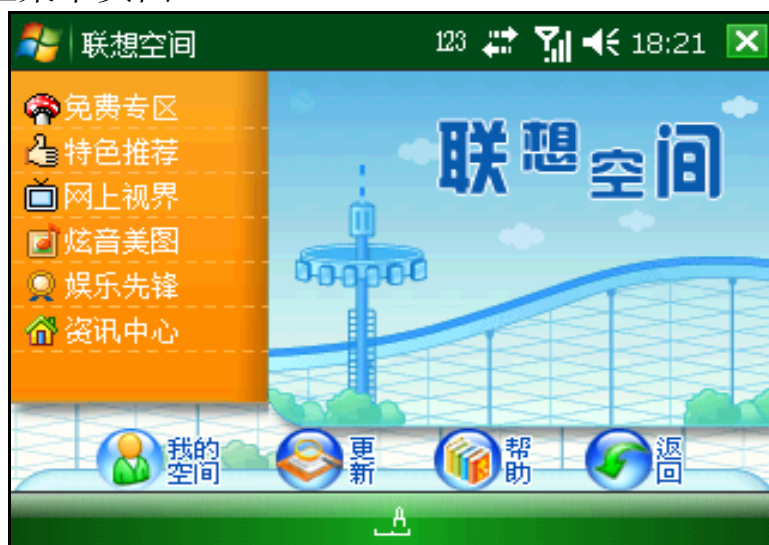 联想空间
123
18:21
免费专区
特色推荐
网上视界
炫音美图
娱乐先锋
资讯中心
联想空间
我的
空间
更
新
帮
助
返
回
A